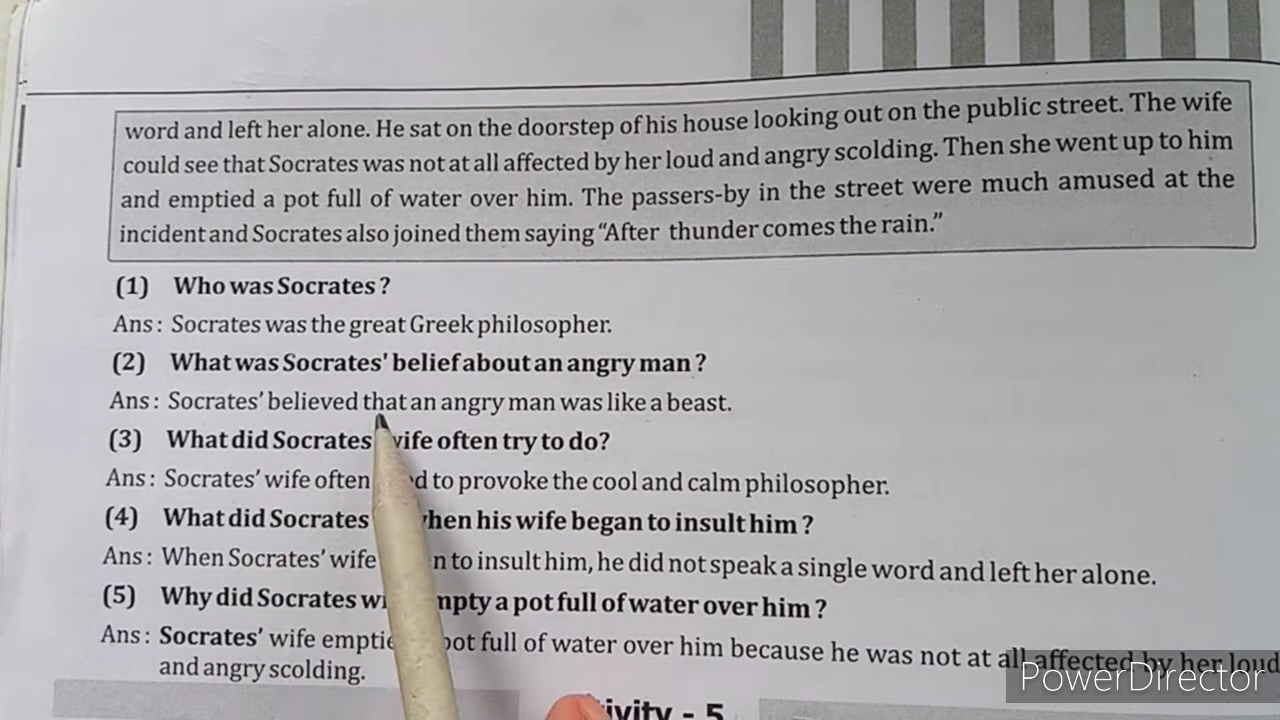 word and left her alone. He sat on the doorstep of his house looking out on the public street. The wife
could see that Socrates was not at all affected by her loud and angry scolding. Then she went up to him
and emptied a pot full of water over him. The passers-by in the street were much amused at the
incident and Socrates also joined them saying “After thunder comes the rain.”
(1) Who was Socrates ?
Ans : Socrates was the great Greek philosopher.
(2) What was Socrates' belief about an angry man ?
Ans : Socrates’ believed that an angry man was like a beast.
(3) What did Socrates wife often try to do?
Ans : Socrates’ wife often to provoke the cool and calm philosopher.
(4) What did Socrates when his wife began to insult him ?
Ans : When Socrates’ wife to insult him, he did not speak a single word and left her alone.
(5) Why did Socrates empty a pot full of water over him ?
Ans : Socrates’ wife pot full of water over him because he was not at all affected by her loud
and angry scolding.
- 5
PowerDirector